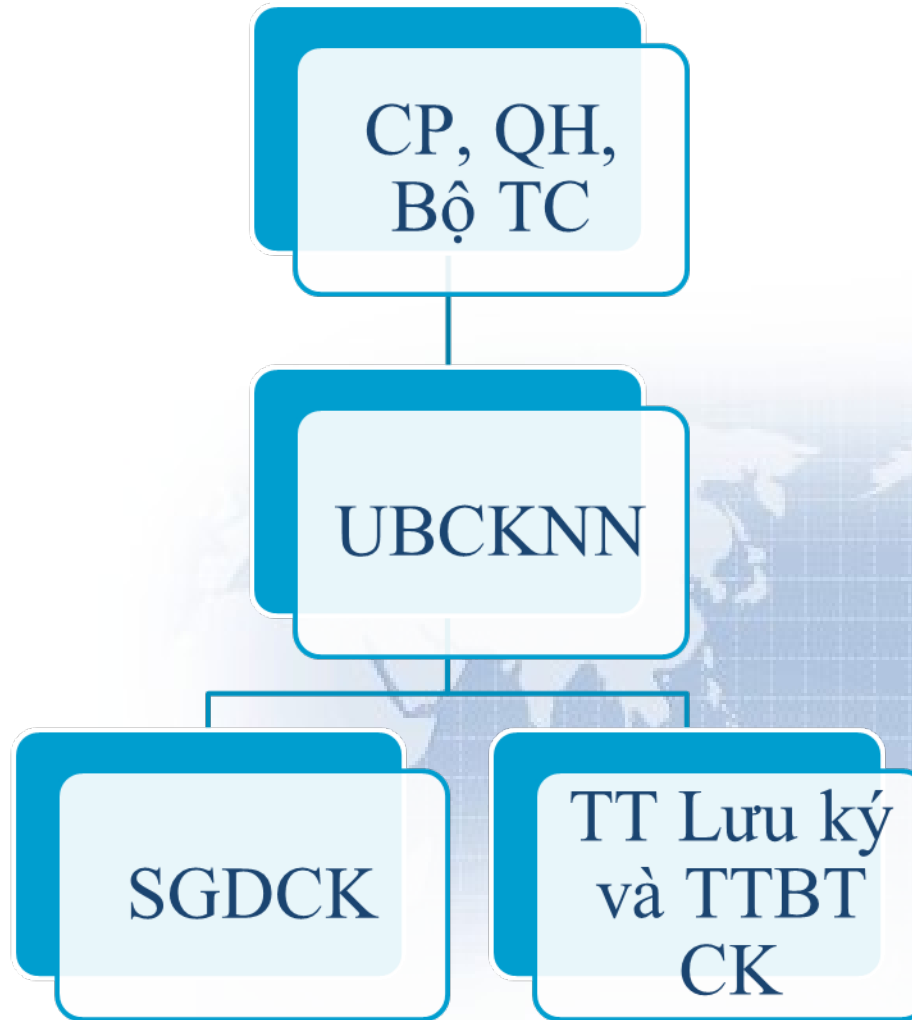 CP, QH,
Bộ TC
UBCKNN
SGDCK
TT Lưu ký
và TTBT
CK